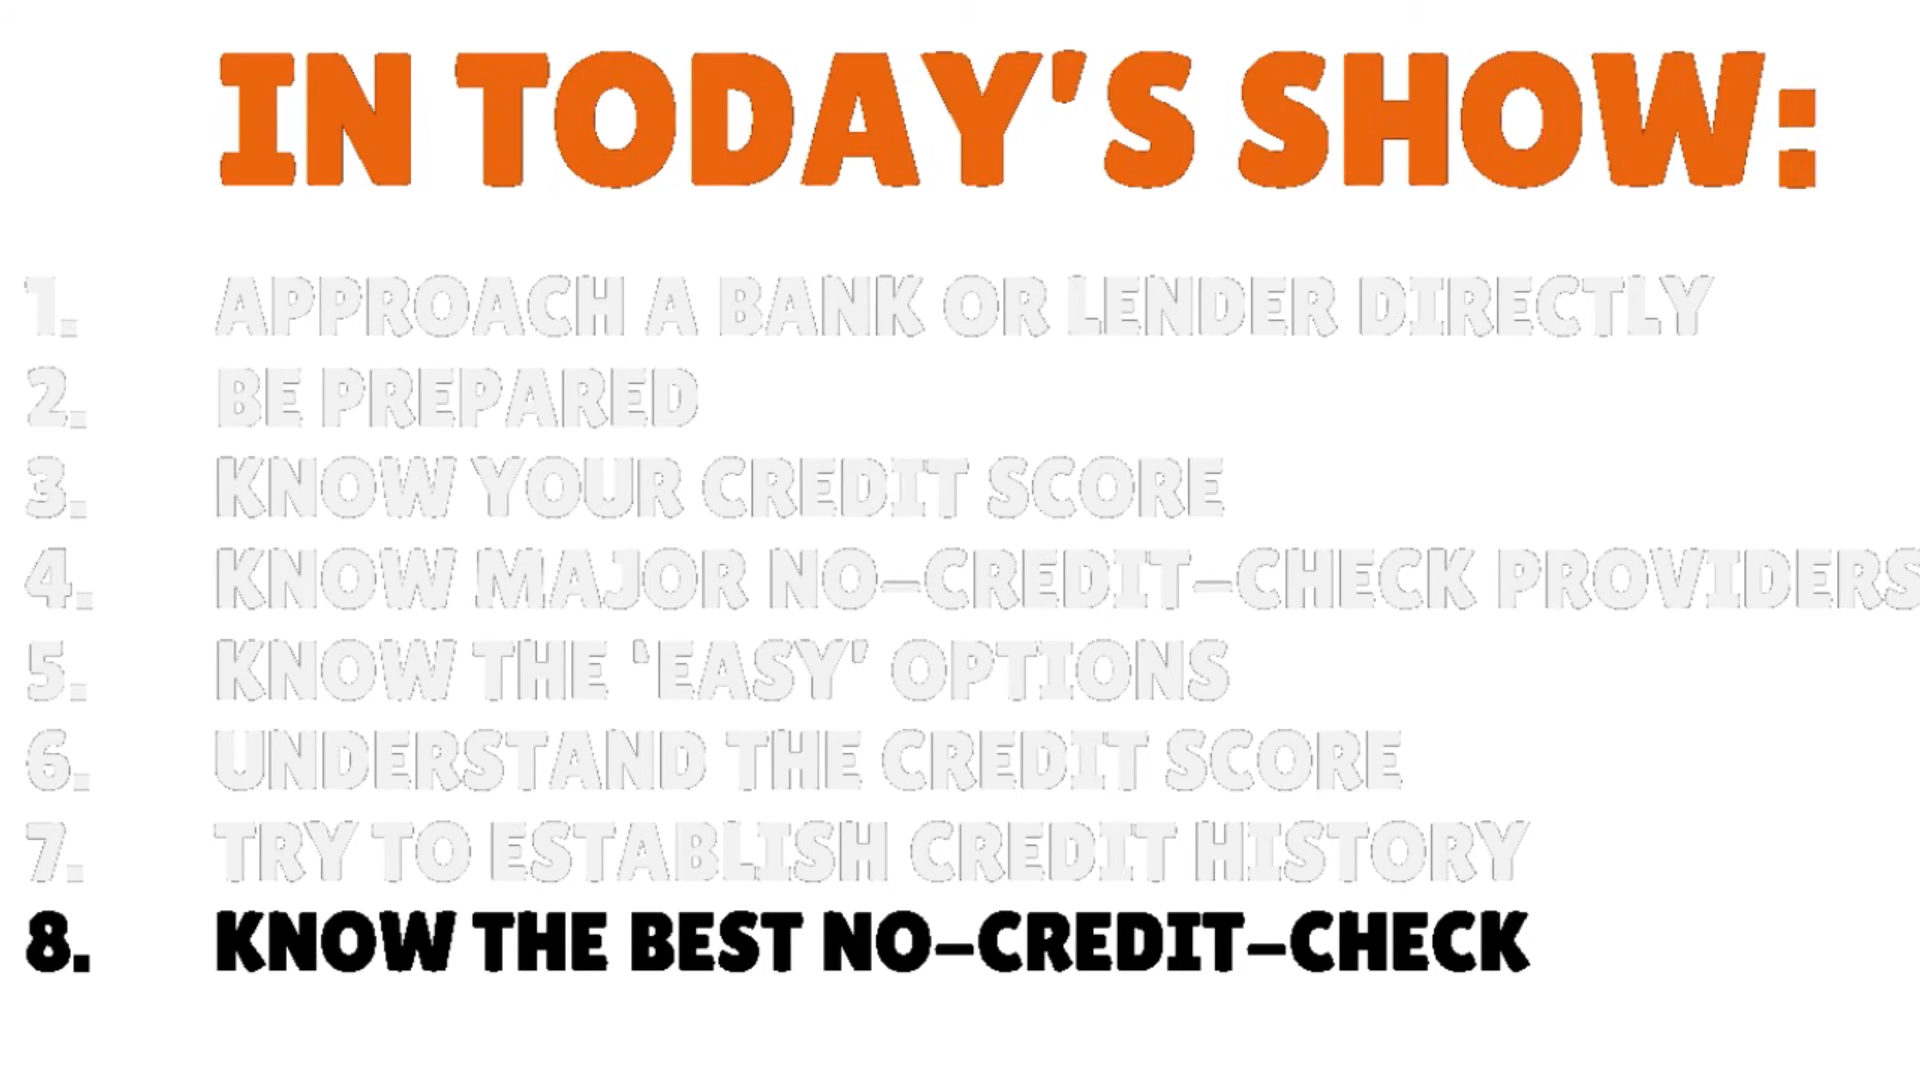 IN TODAY'S SHOW:
1. APPROACH A BANK OR LENDER DIRECTLY
2. BE PREPARED
3. KNOW YOUR CREDIT SCORE
4. KNOW MAJOR NO-CREDIT-CHECK PROVIDERS
5. KNOW THE 'EASY' OPTIONS
6. UNDERSTAND THE CREDIT SCORE
7. TRY TO ESTABLISH CREDIT HISTORY
8. KNOW THE BEST NO-CREDIT-CHECK